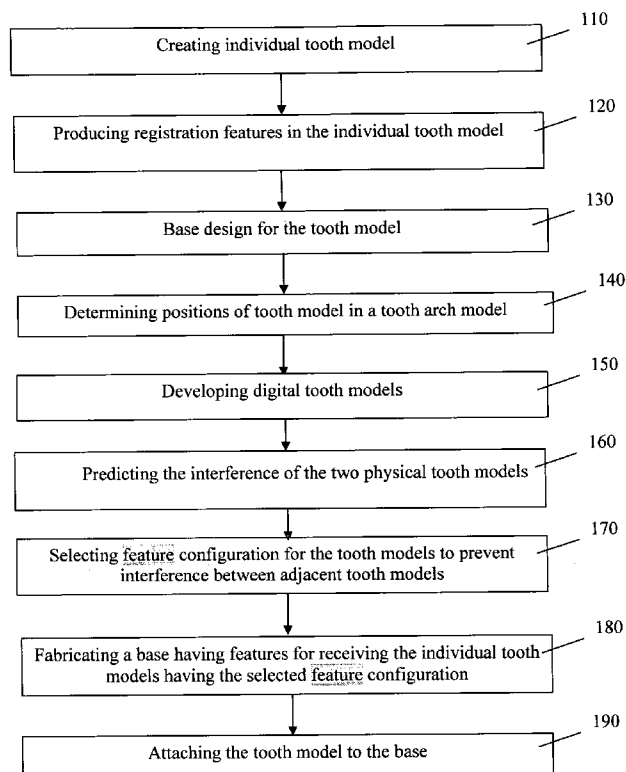 110
Creating individual tooth model
120
Producing registration features in the individual tooth model
130
Base design for the tooth model
140
Determining positions of tooth model in a tooth arch model
150
Developing digital tooth models
160
Predicting the interference of the two physical tooth models
170
Selecting feature configuration for the tooth models to prevent
interference between adjacent tooth models
180
Fabricating a base having features for receiving the individual tooth
models having the selected feature configuration
190
Attaching the tooth model to the base